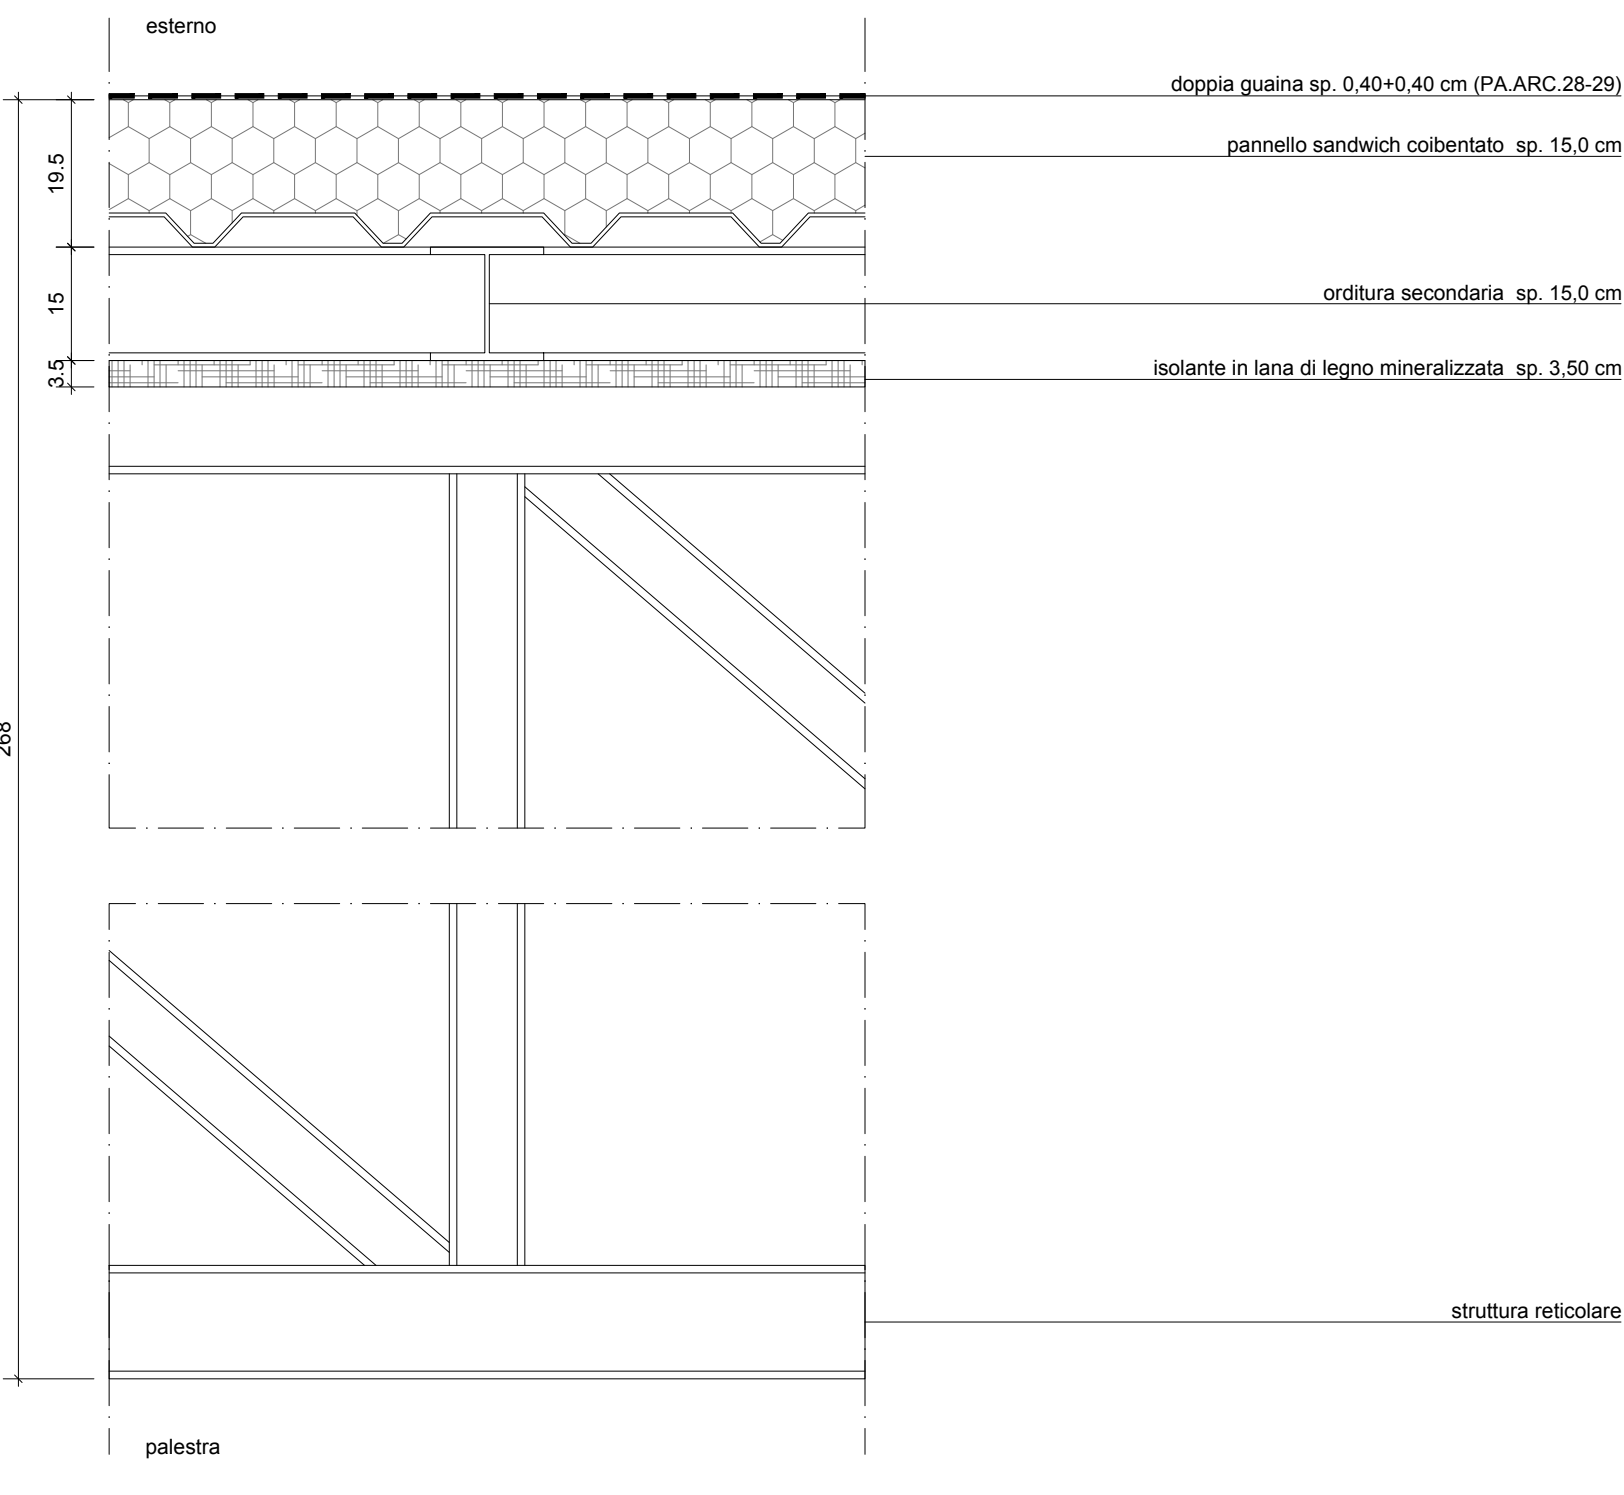 esterno
doppia guaina sp. 0,40+0,40 cm (PA.ARC.28-29)
pannello sandwich coibentato sp. 15,0 cm
19.5
orditura secondaria sp. 15,0 cm
15
isolante in lana di legno mineralizzata sp. 3,50 cm
3.5
268
struttura reticolare
palestra